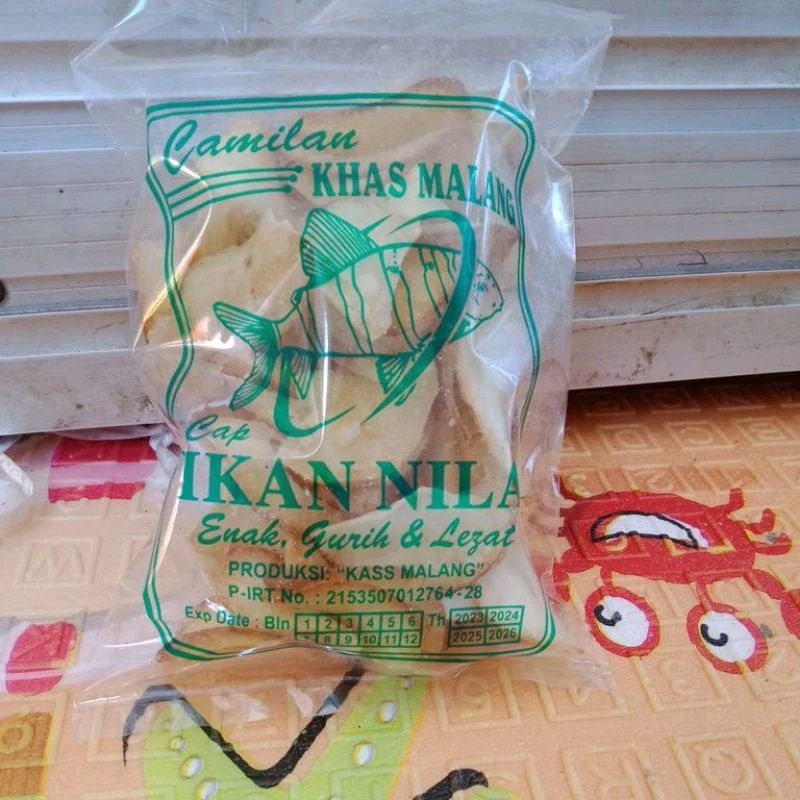 Camilan
KHAS MALANG
Cap
IKAN NILA
Enak, Gurih & Lezat
PRODUKSI: "KASS MALANG"
P-IRT.No. : 2153507012764-28
Exp Date : Bln 1 2 3 4 5 6 Th 2023 2024
7 8 9 10 11 12 2025 2026